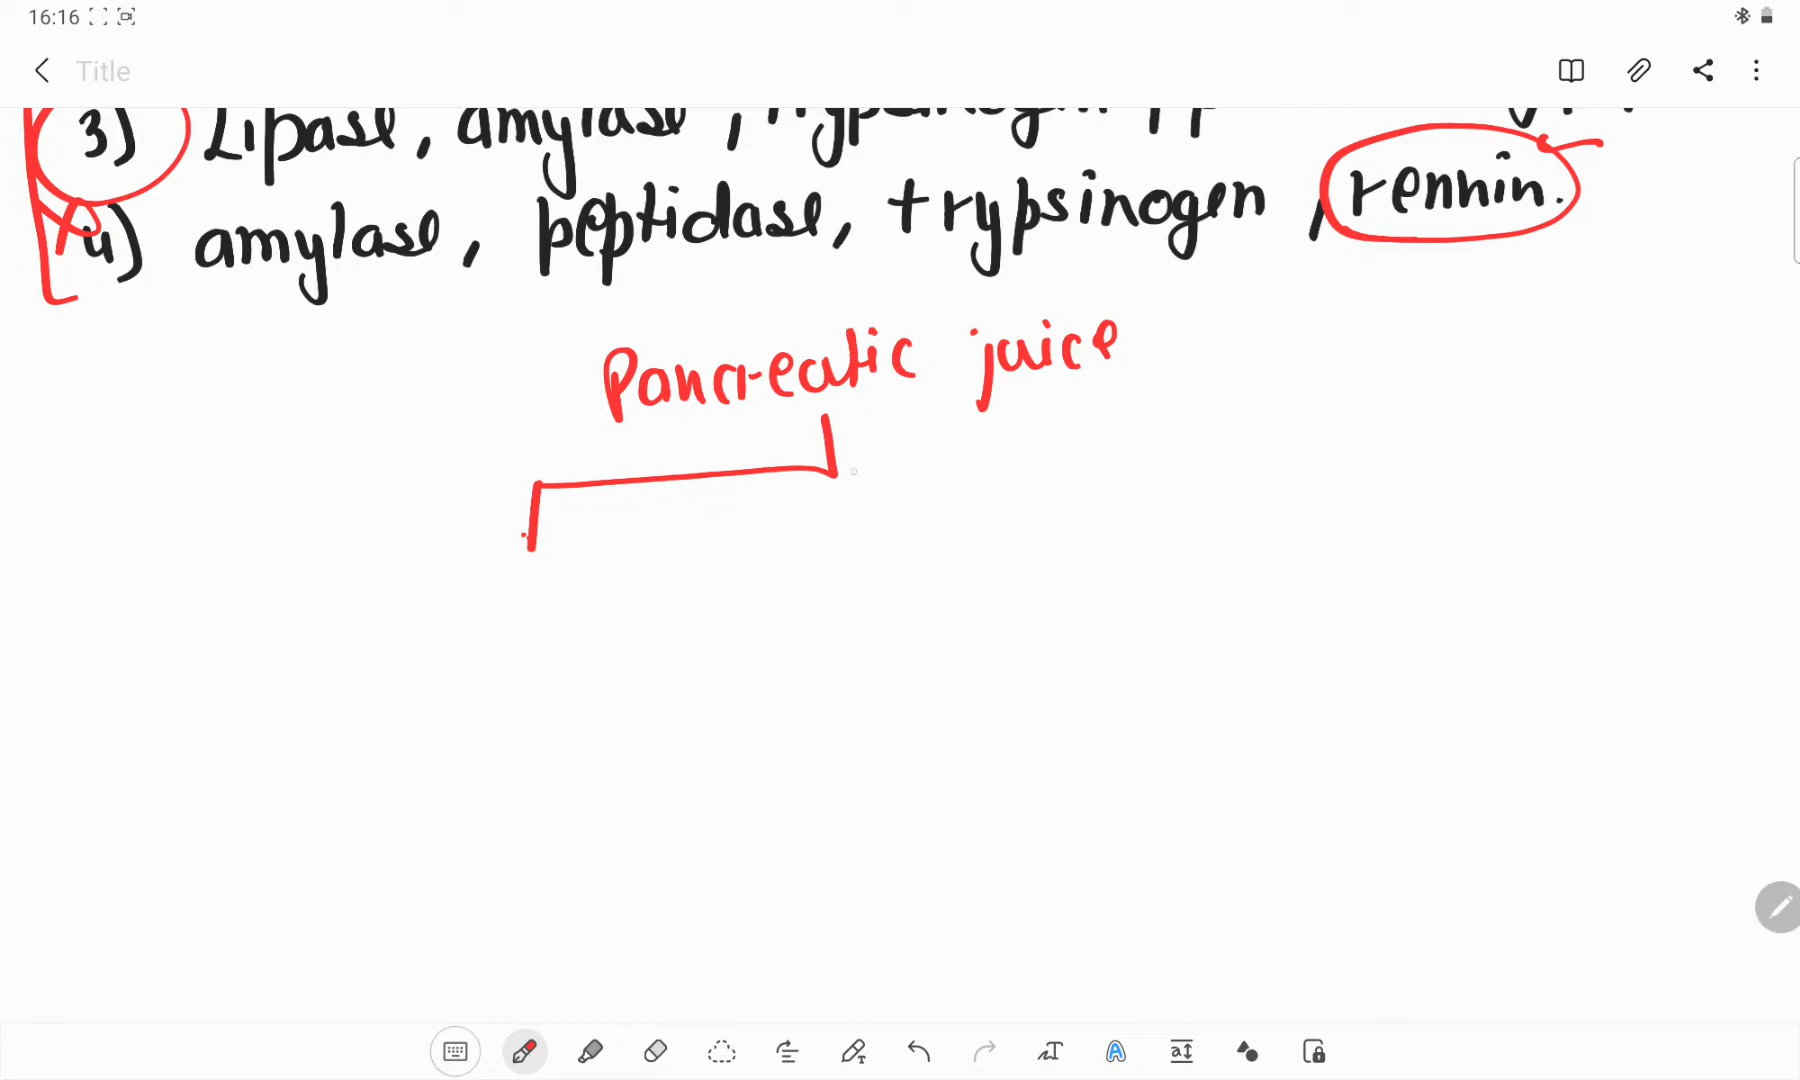 16:16
Title
3) Lipase, amylase,
4) amylase, peptidase, trypsinogen, rennin.
Pancreatic juice